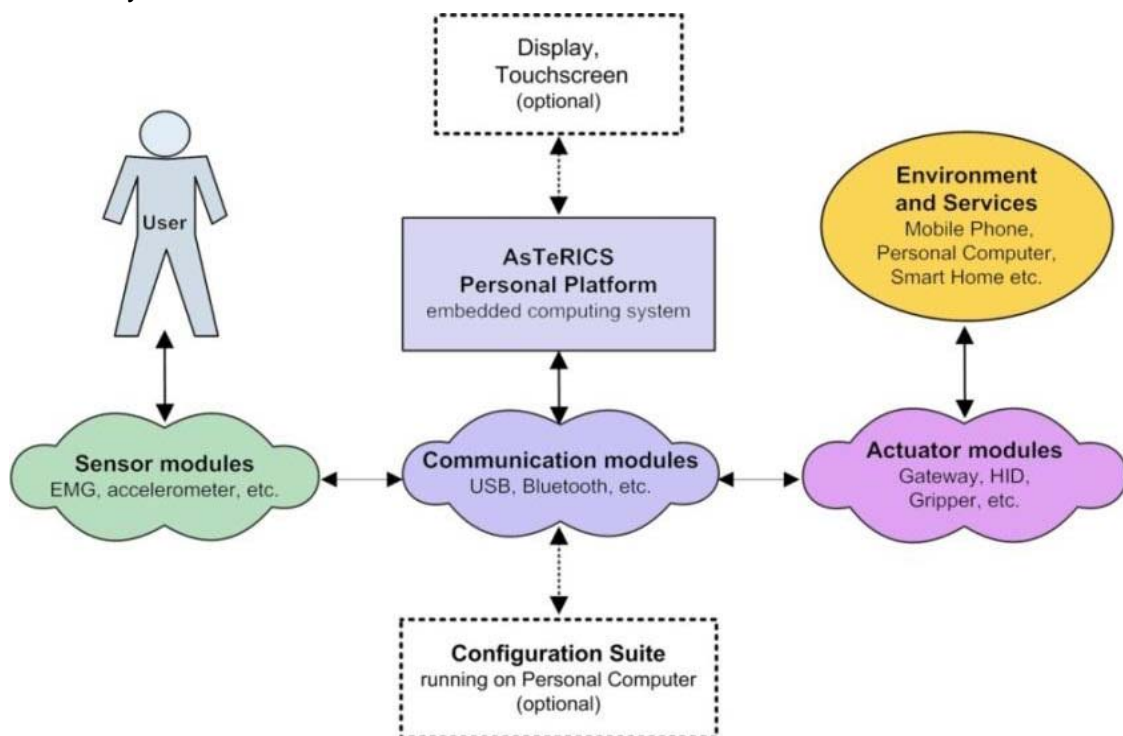 Display,
Touchscreen
(optional)
User
AsTeRICS
Personal Platform
embedded computing system
Environment
and Services
Mobile Phone,
Personal Computer,
Smart Home etc.
Sensor modules
EMG, accelerometer, etc.
Communication modules
USB, Bluetooth, etc.
Actuator modules
Gateway, HID,
Gripper, etc.
Configuration Suite
running on Personal Computer
(optional)